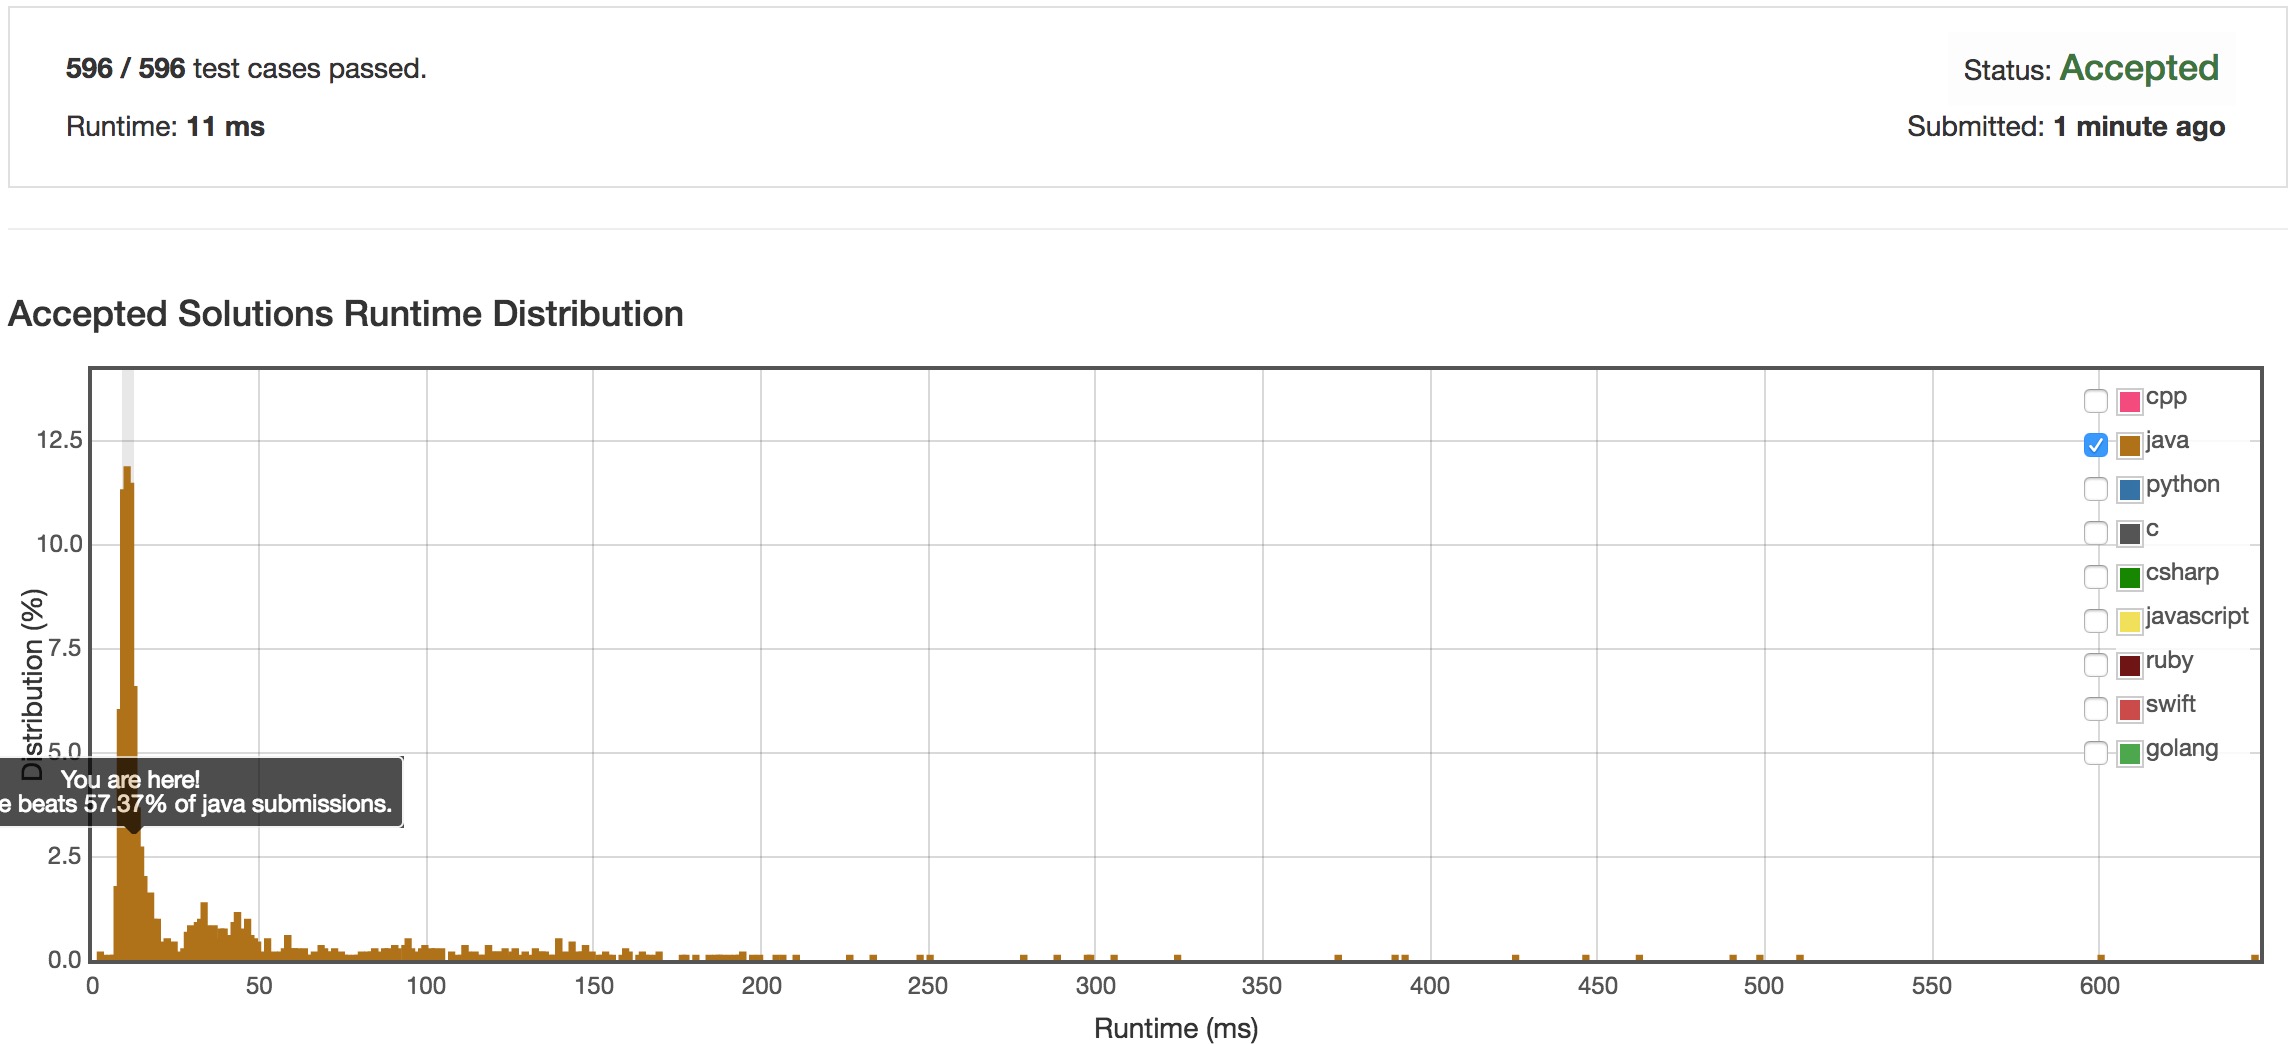 596 / 596 test cases passed.
Status: Accepted
Runtime: 11 ms
Submitted: 1 minute ago
Accepted Solutions Runtime Distribution
cpp
java
python
c
csharp
javascript
ruby
swift
golang
12.5
10.0
7.5
5.0
2.5
0.0
Distribution (%)
You are here!
e beats 57.37% of java submissions.
0 50 100 150 200 250 300 350 400 450 500 550 600
Runtime (ms)